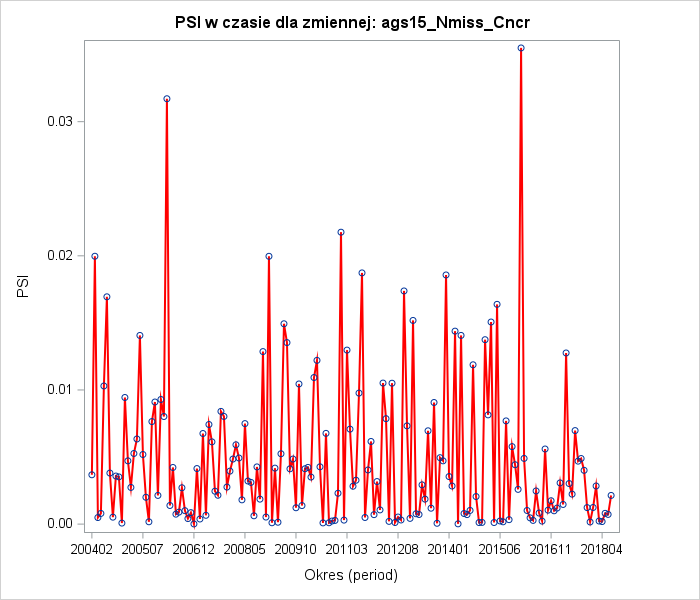 PSI w czasie dla zmiennej: ags15_Nmiss_Cncr
PSI
0.03
0.02
0.01
0.00
200402 200507 200612 200805 200910 201103 201208 201401 201506 201611 201804
Okres (period)